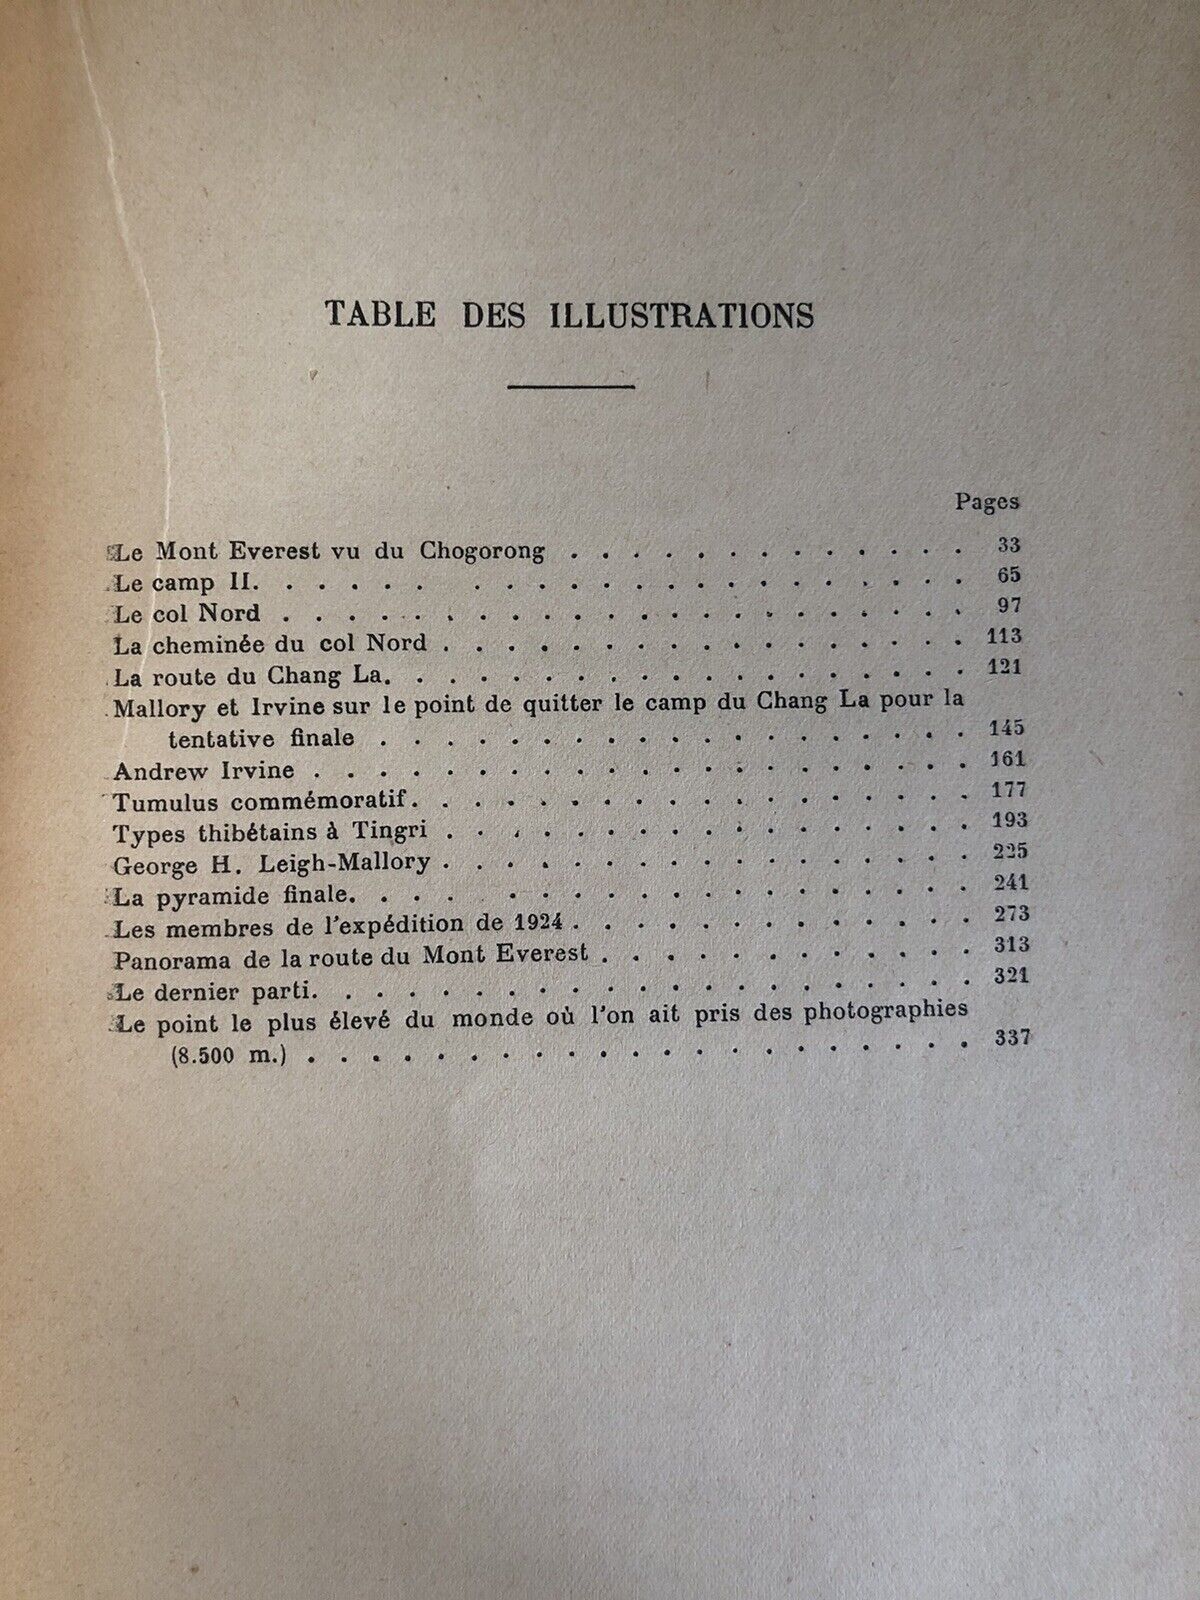 TABLE DES ILLUSTRATIONS
Pages
Le Mont Everest vu du Chogorong . . . . . . . . . . . . . 33
Le camp II. . . . . . . . . . . . . . . . . . . . . 65
Le col Nord . . . . . . . . . . . . . . . . . . . . . 97
La cheminée du col Nord . . . . . . . . . . . . . . . . 113
La route du Chang La. . . . . . . . . . . . . . . . . . 121
Mallory et Irvine sur le point de quitter le camp du Chang La pour la
tentative finale . . . . . . . . . . . . . . . . . . 145
Andrew Irvine . . . . . . . . . . . . . . . . . . . . 161
Tumulus commémoratif. . . . . . . . . . . . . . . . . 177
Types thibétains à Tingri . . . . . . . . . . . . . . . . 193
George H. Leigh-Mallory . . . . . . . . . . . . . . . . 225
La pyramide finale. . . . . . . . . . . . . . . . . . 241
Les membres de l'expédition de 1924 . . . . . . . . . . . . 273
Panorama de la route du Mont Everest . . . . . . . . . . . . 313
Le dernier parti. . . . . . . . . . . . . . . . . . . . 321
Le point le plus élevé du monde où l'on ait pris des photographies
(8.500 m.) . . . . . . . . . . . . . . . . . . . . . 337